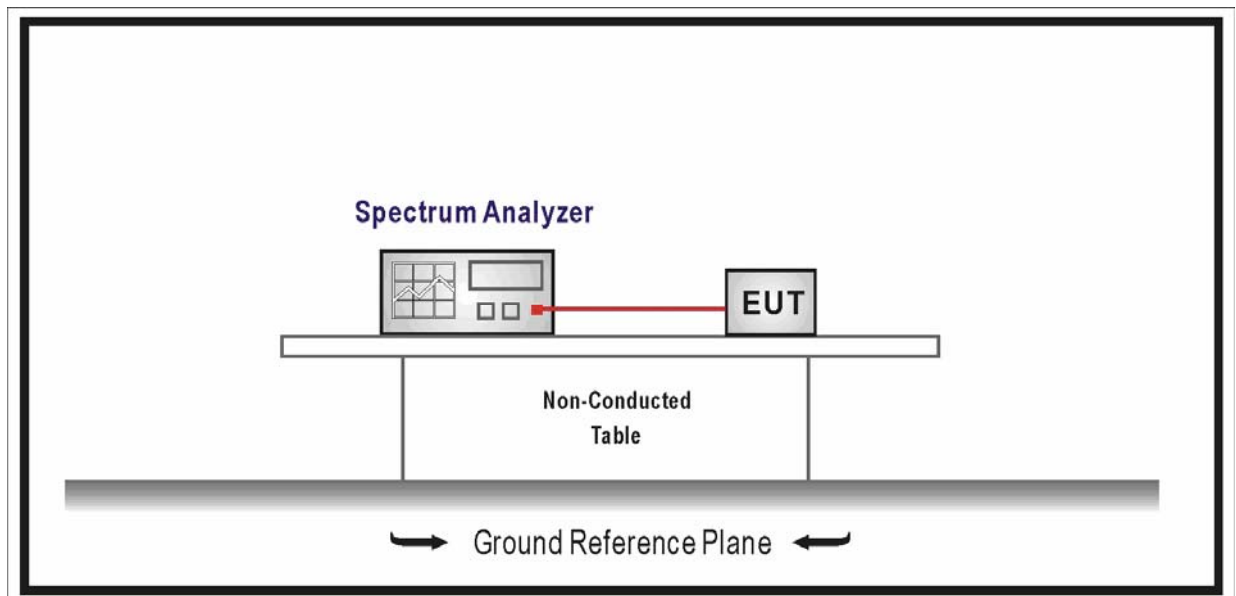 Spectrum Analyzer
EUT
Non-Conducted
Table
Ground Reference Plane